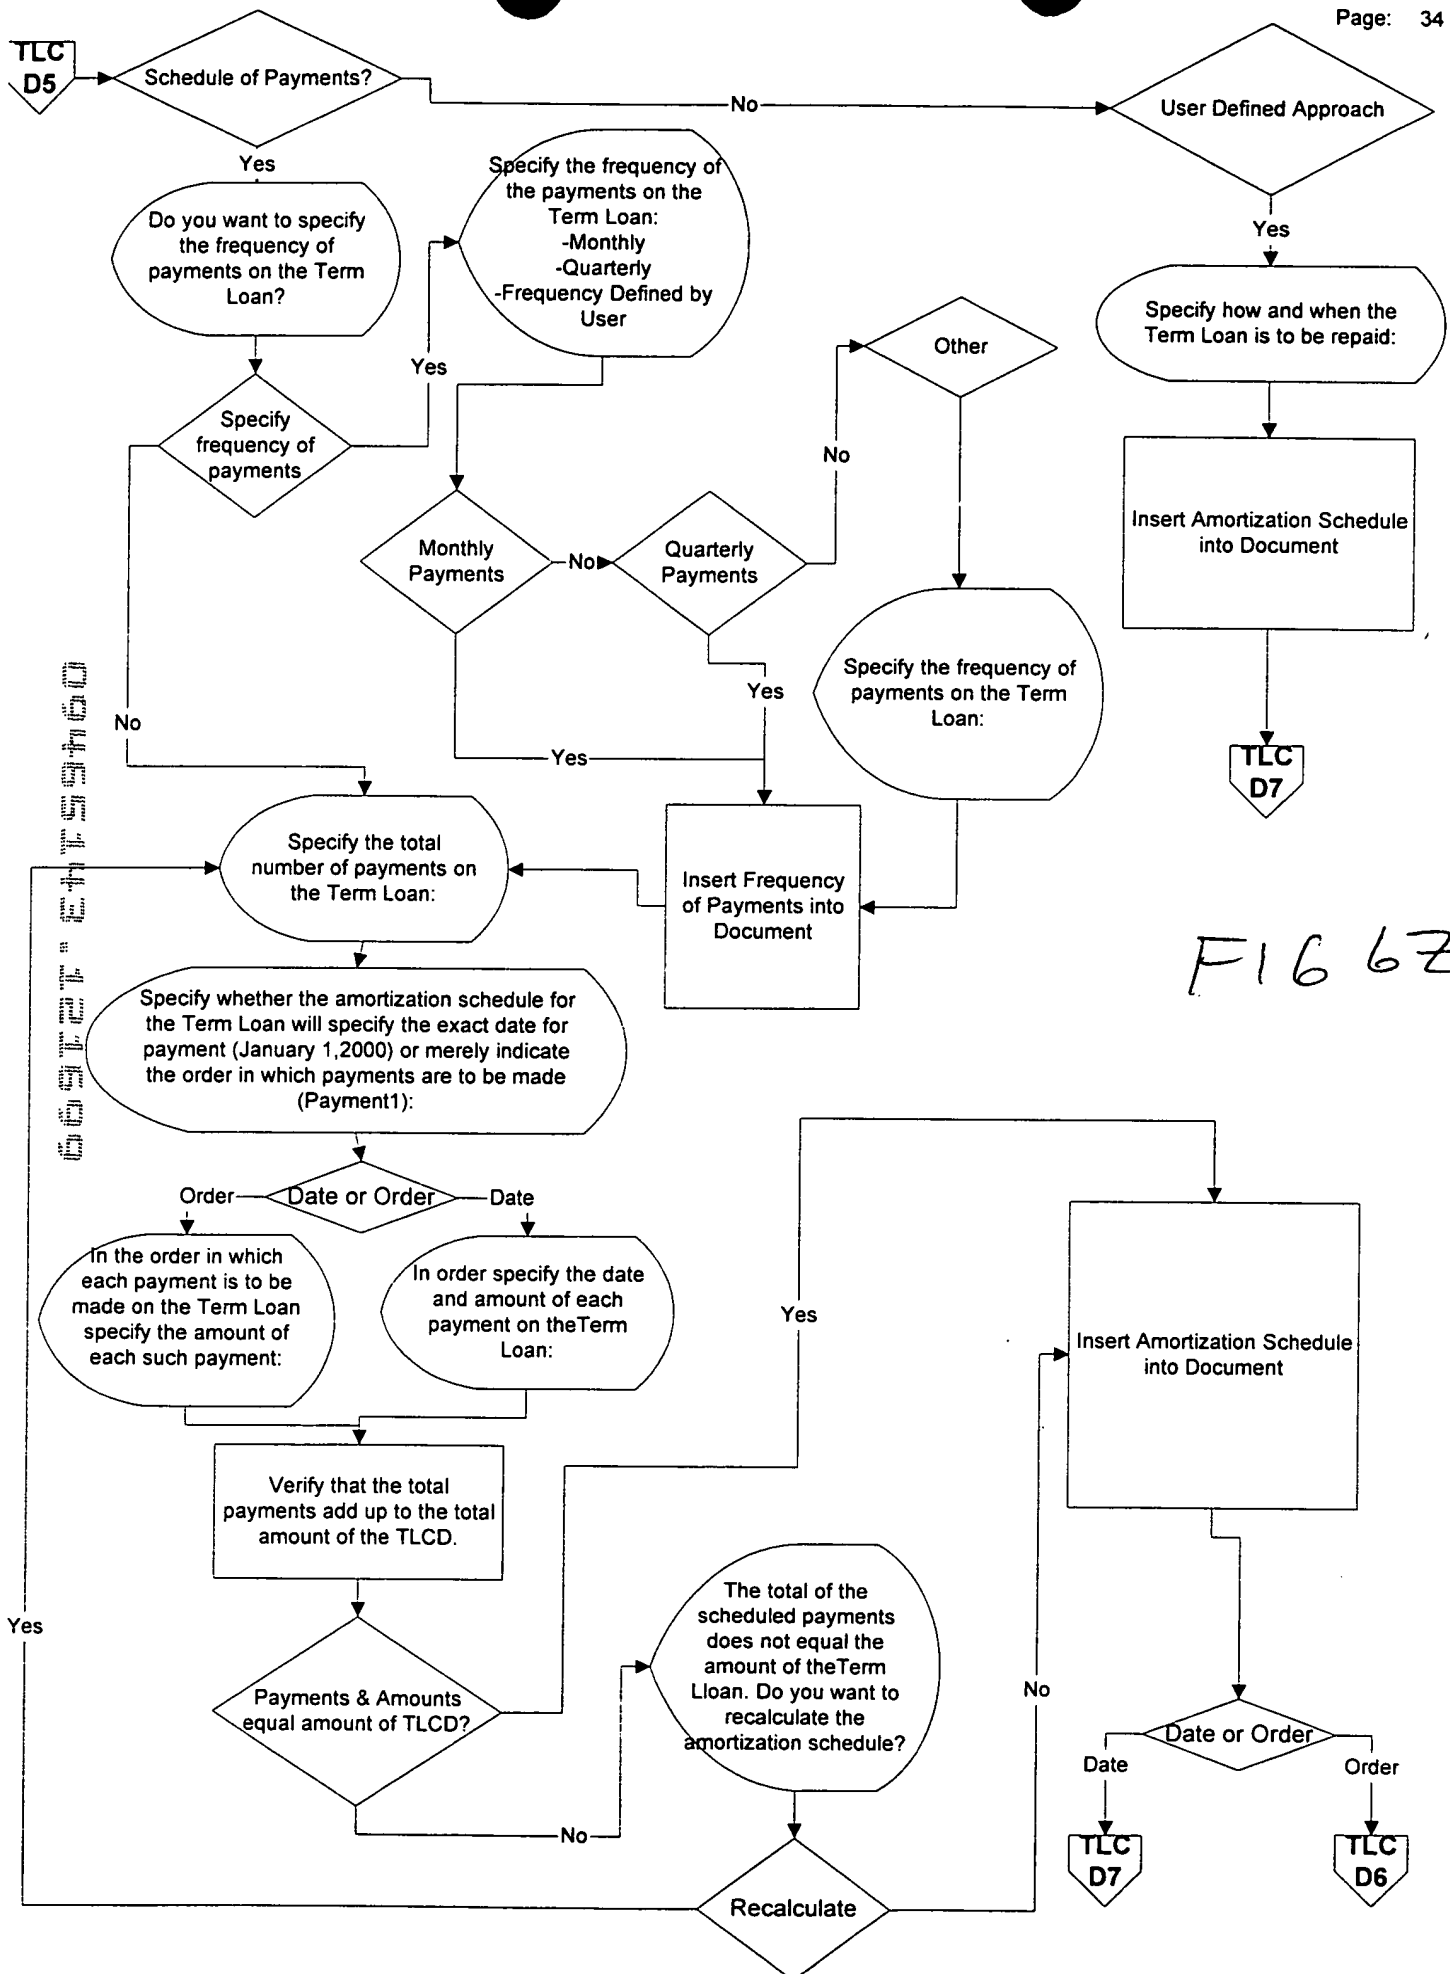 Page: 34
TLC
D5
Schedule of Payments?
No
User Defined Approach
Yes
Yes
Do you want to specify
the frequency of
payments on the Term
Loan?
Specify the frequency of
the payments on the
Term Loan:
-Monthly
-Quarterly
-Frequency Defined by
User
Specify how and when the
Term Loan is to be repaid:
Other
Yes
Specify
frequency of
payments
No
Insert Amortization Schedule
into Document
Monthly
Payments
No
Quarterly
Payments
Specify the frequency of
payments on the Term
Loan:
Yes
No
Yes
TLC
D7
Specify the total
number of payments on
the Term Loan:
Insert Frequency
of Payments into
Document
FIG 6Z
Specify whether the amortization schedule for
the Term Loan will specify the exact date for
payment (January 1,2000) or merely indicate
the order in which payments are to be made
(Payment1):
Order
Date or Order
Date
In the order in which
each payment is to be
made on the Term Loan
specify the amount of
each such payment:
In order specify the date
and amount of each
payment on theTerm
Loan:
Yes
Insert Amortization Schedule
into Document
Verify that the total
payments add up to the total
amount of the TLCD.
The total of the
scheduled payments
does not equal the
amount of theTerm
Lloan. Do you want to
recalculate the
amortization schedule?
Yes
Payments & Amounts
equal amount of TLCD?
No
Date or Order
Date
Order
No
TLC
D7
TLC
D6
Recalculate